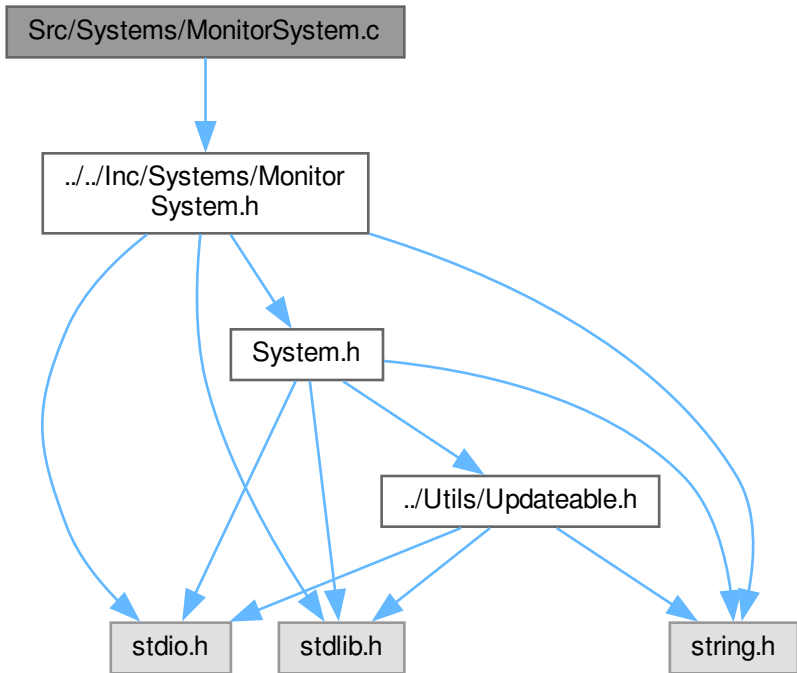 Src/Systems/MonitorSystem.c
../../Inc/Systems/Monitor
System.h
System.h
../Utils/Updateable.h
stdio.h
stdlib.h
string.h